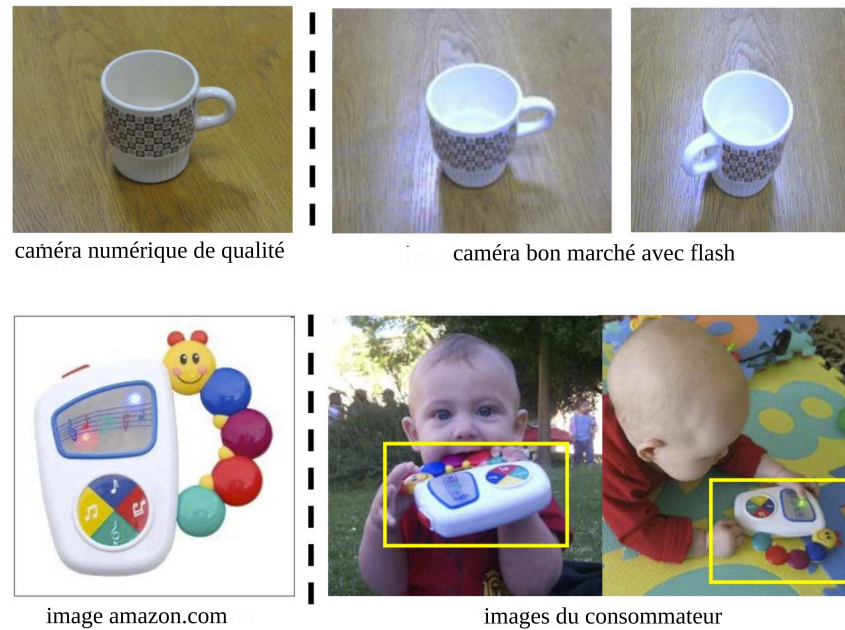 caméra numérique de qualité
caméra bon marché avec flash
image amazon.com
images du consommateur